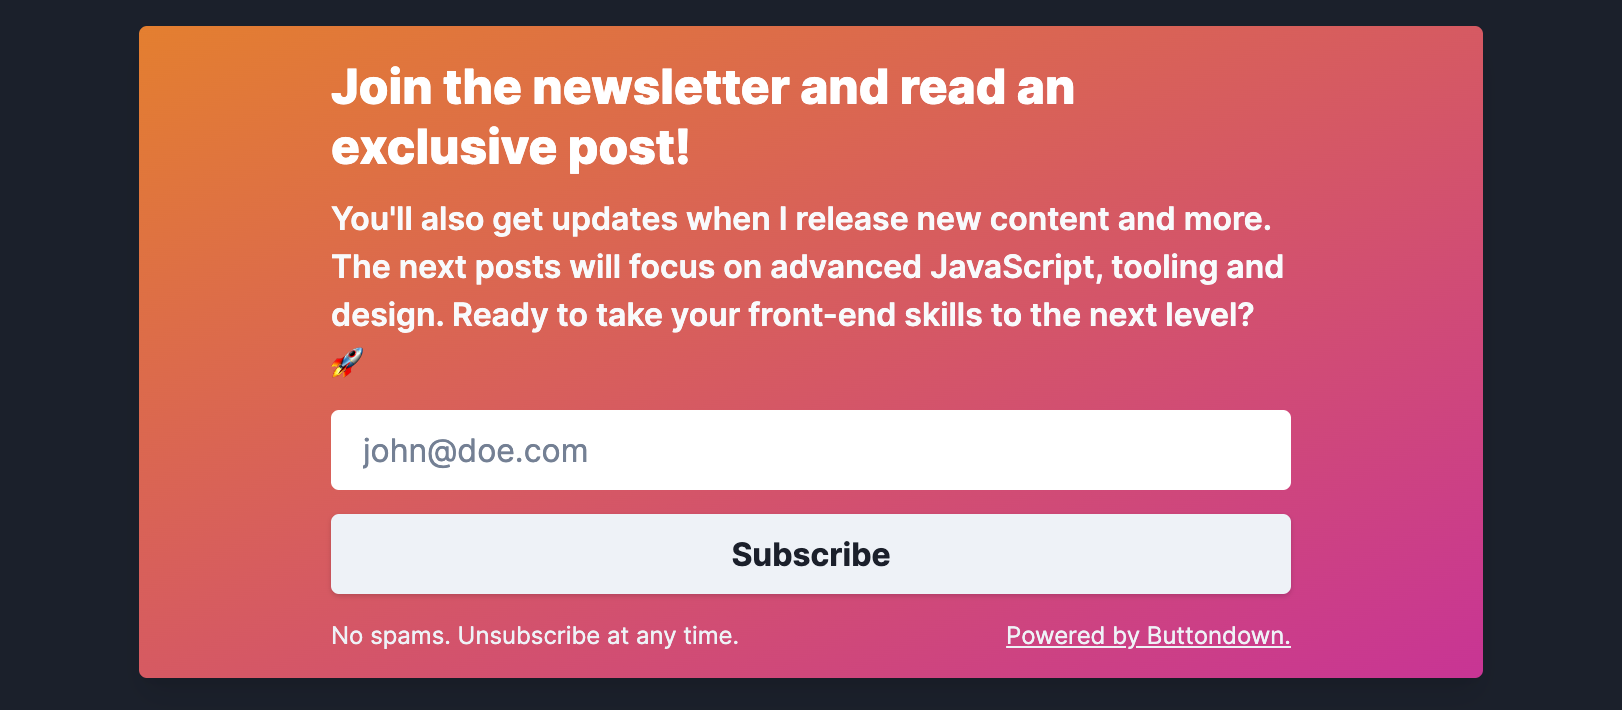 Join the newsletter and read an
exclusive post!
You'll also get updates when I release new content and more.
The next posts will focus on advanced JavaScript, tooling and
design. Ready to take your front-end skills to the next level?
🚀
john@doe.com
Subscribe
No spams. Unsubscribe at any time.
Powered by Buttondown.